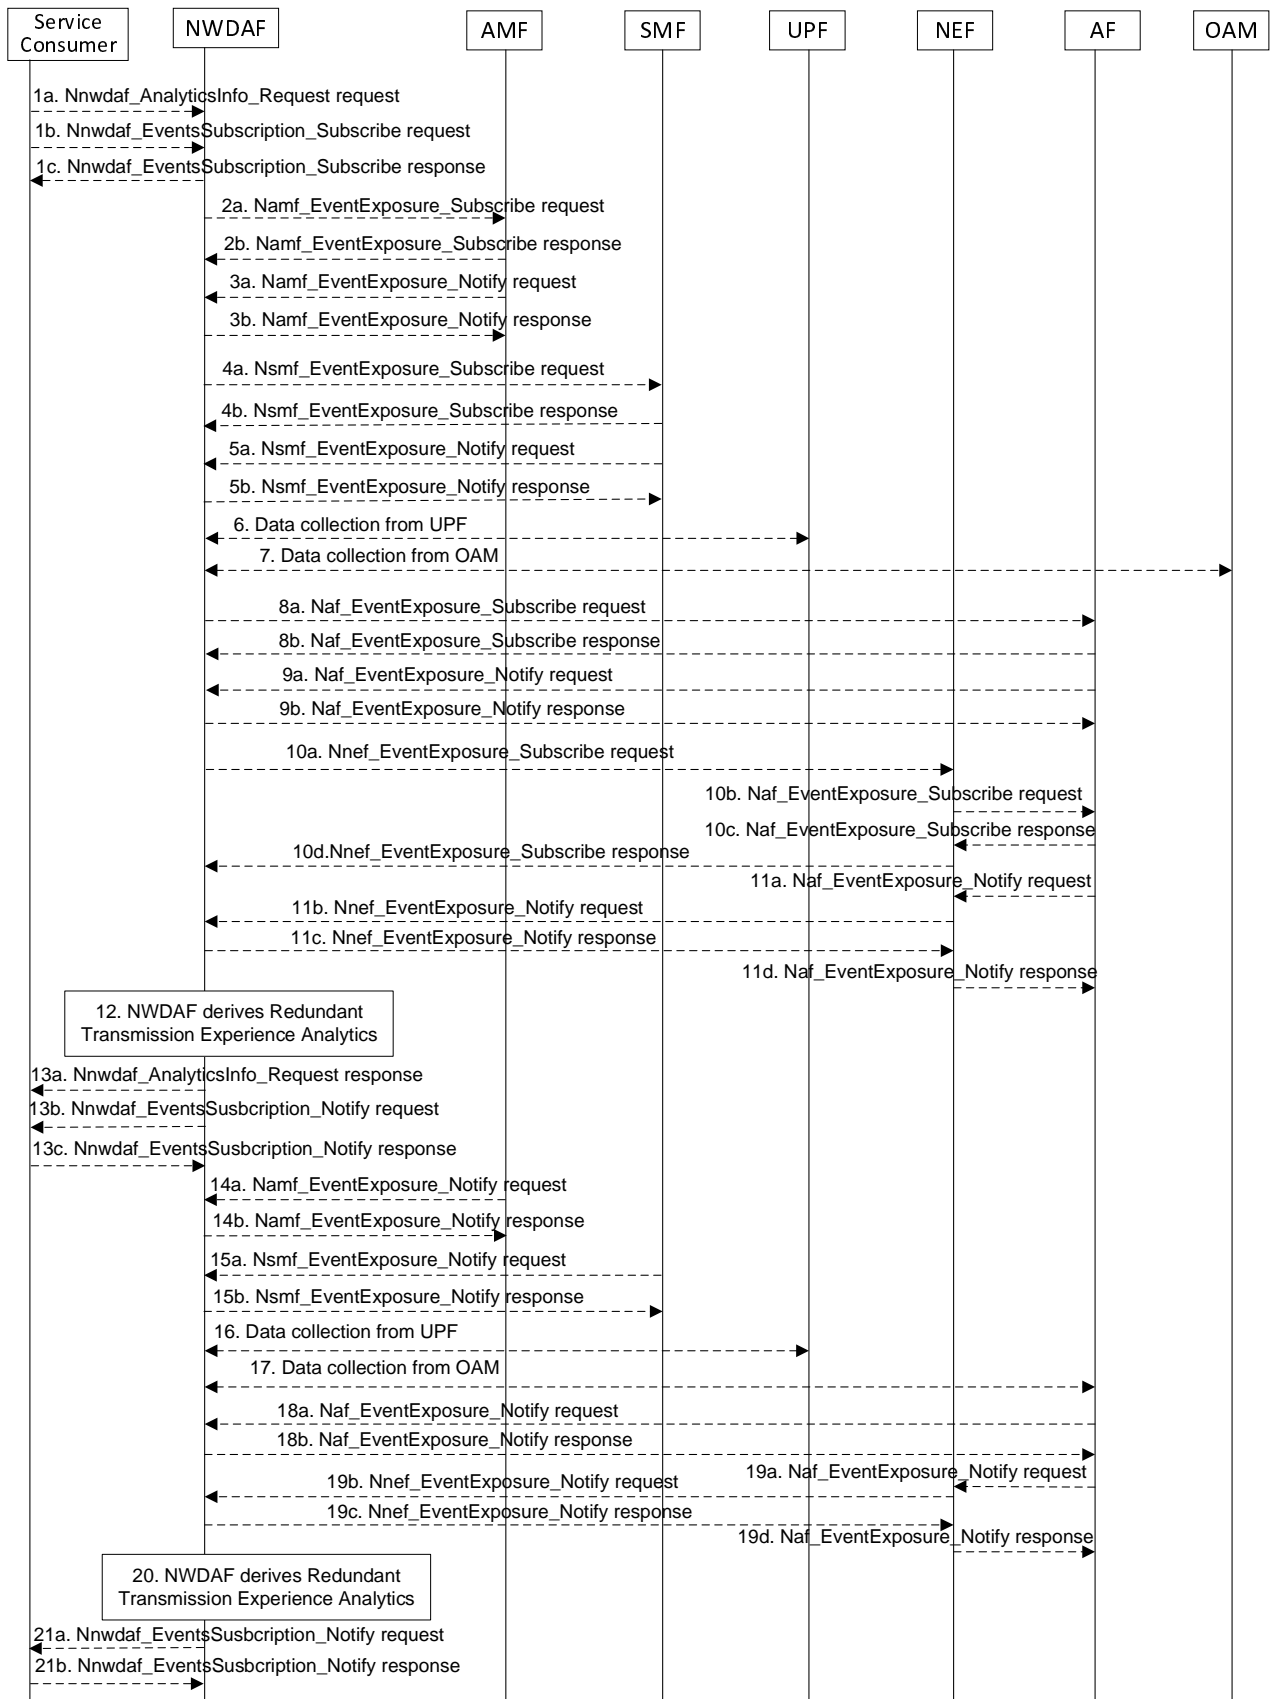 Service
Consumer
NWDAF
AMF
SMF
UPF
NEF
AF
OAM
1a. Nnwdaf_AnalyticsInfo_Request request
1b. Nnwdaf_EventsSubscription_Subscribe request
1c. Nnwdaf_EventsSubscription_Subscribe response
2a. Namf_EventExposure_Subscribe request
2b. Namf_EventExposure_Subscribe response
3a. Namf_EventExposure_Notify request
3b. Namf_EventExposure_Notify response
4a. Nsmf_EventExposure_Subscribe request
4b. Nsmf_EventExposure_Subscribe response
5a. Nsmf_EventExposure_Notify request
5b. Nsmf_EventExposure_Notify response
6. Data collection from UPF
7. Data collection from OAM
8a. Naf_EventExposure_Subscribe request
8b. Naf_EventExposure_Subscribe response
9a. Naf_EventExposure_Notify request
9b. Naf_EventExposure_Notify response
10a. Nnef_EventExposure_Subscribe request
10b. Naf_EventExposure_Subscribe request
10c. Naf_EventExposure_Subscribe response
10d.Nnef_EventExposure_Subscribe response
11a. Naf_EventExposure_Notify request
11b. Nnef_EventExposure_Notify request
11c. Nnef_EventExposure_Notify response
11d. Naf_EventExposure_Notify response
12. NWDAF derives Redundant
Transmission Experience Analytics
13a. Nnwdaf_AnalyticsInfo_Request response
13b. Nnwdaf_EventsSusbcription_Notify request
13c. Nnwdaf_EventsSusbcription_Notify response
14a. Namf_EventExposure_Notify request
14b. Namf_EventExposure_Notify response
15a. Nsmf_EventExposure_Notify request
15b. Nsmf_EventExposure_Notify response
16. Data collection from UPF
17. Data collection from OAM
18a. Naf_EventExposure_Notify request
18b. Naf_EventExposure_Notify response
19a. Naf_EventExposure_Notify request
19b. Nnef_EventExposure_Notify request
19c. Nnef_EventExposure_Notify response
19d. Naf_EventExposure_Notify response
20. NWDAF derives Redundant
Transmission Experience Analytics
21a. Nnwdaf_EventsSusbcription_Notify request
21b. Nnwdaf_EventsSusbcription_Notify response